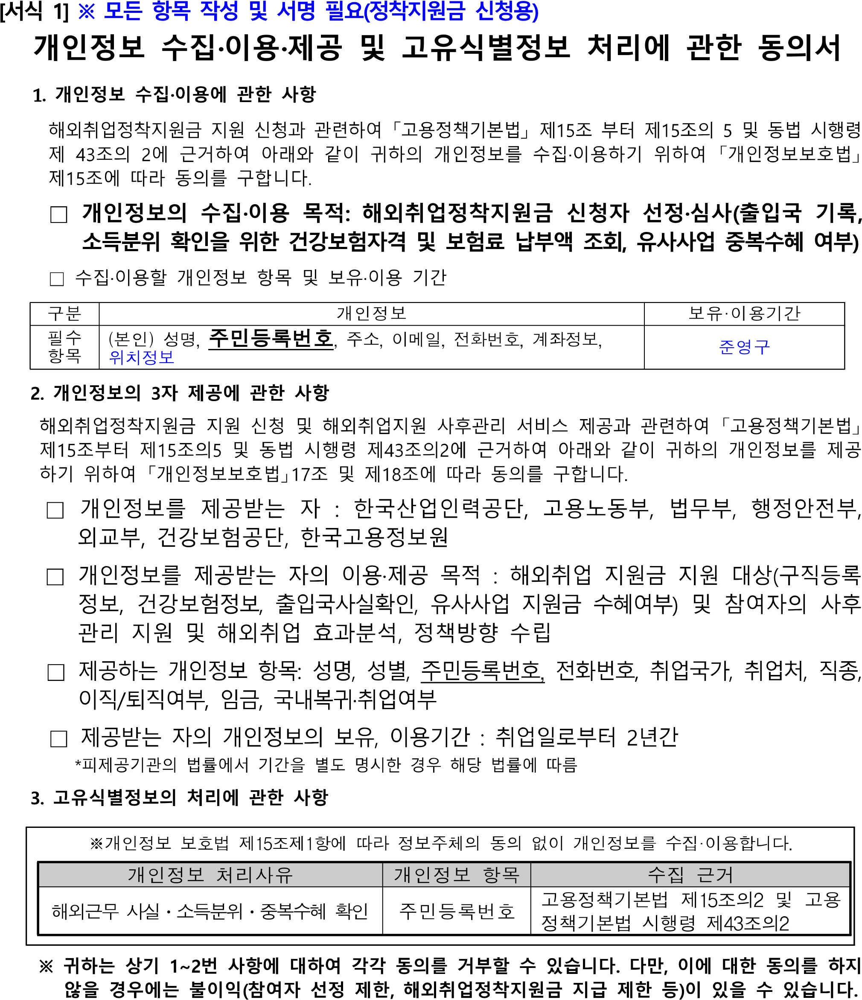 [서식 1] ※ 모든 항목 작성 및 서명 필요(정착지원금 신청용)
개인정보 수집·이용·제공 및 고유식별정보 처리에 관한 동의서
1. 개인정보 수집·이용에 관한 사항
해외취업정착지원금 지원 신청과 관련하여「고용정책기본법」제15조 부터 제15조의 5 및 동법 시행령
제 43조의 2에 근거하여 아래와 같이 귀하의 개인정보를 수집·이용하기 위하여「개인정보보호법」
제15조에 따라 동의를 구합니다.
□ 개인정보의 수집·이용 목적: 해외취업정착지원금 신청자 선정·심사(출입국 기록,
소득분위 확인을 위한 건강보험자격 및 보험료 납부액 조회, 유사사업 중복수혜 여부)
□ 수집·이용할 개인정보 항목 및 보유·이용 기간
구분 개인정보 보유·이용기간
필수 (본인) 성명, 주민등록번호, 주소, 이메일, 전화번호, 계좌정보,
항목 위치정보 준영구
2. 개인정보의 3자 제공에 관한 사항
해외취업정착지원금 지원 신청 및 해외취업지원 사후관리 서비스 제공과 관련하여「고용정책기본법」
제15조부터 제15조의5 및 동법 시행령 제43조의2에 근거하여 아래와 같이 귀하의 개인정보를 제공
하기 위하여「개인정보보호법」17조 및 제18조에 따라 동의를 구합니다.
□ 개인정보를 제공받는 자 : 한국산업인력공단, 고용노동부, 법무부, 행정안전부,
외교부, 건강보험공단, 한국고용정보원
□ 개인정보를 제공받는 자의 이용·제공 목적 : 해외취업 지원금 지원 대상(구직등록
정보, 건강보험정보, 출입국사실확인, 유사사업 지원금 수혜여부) 및 참여자의 사후
관리 지원 및 해외취업 효과분석, 정책방향 수립
□ 제공하는 개인정보 항목: 성명, 성별, 주민등록번호, 전화번호, 취업국가, 취업처, 직종,
이직/퇴직여부, 임금, 국내복귀·취업여부
□ 제공받는 자의 개인정보의 보유, 이용기간 : 취업일로부터 2년간
*피제공기관의 법률에서 기간을 별도 명시한 경우 해당 법률에 따름
3. 고유식별정보의 처리에 관한 사항
※개인정보 보호법 제15조제1항에 따라 정보주체의 동의 없이 개인정보를 수집·이용합니다.
개인정보 처리사유 개인정보 항목 수집 근거
해외근무 사실・소득분위・중복수혜 확인 주민등록번호 고용정책기본법 제15조의2 및 고용
정책기본법 시행령 제43조의2
※ 귀하는 상기 1~2번 사항에 대하여 각각 동의를 거부할 수 있습니다. 다만, 이에 대한 동의를 하지
않을 경우에는 불이익(참여자 선정 제한, 해외취업정착지원금 지급 제한 등)이 있을 수 있습니다.